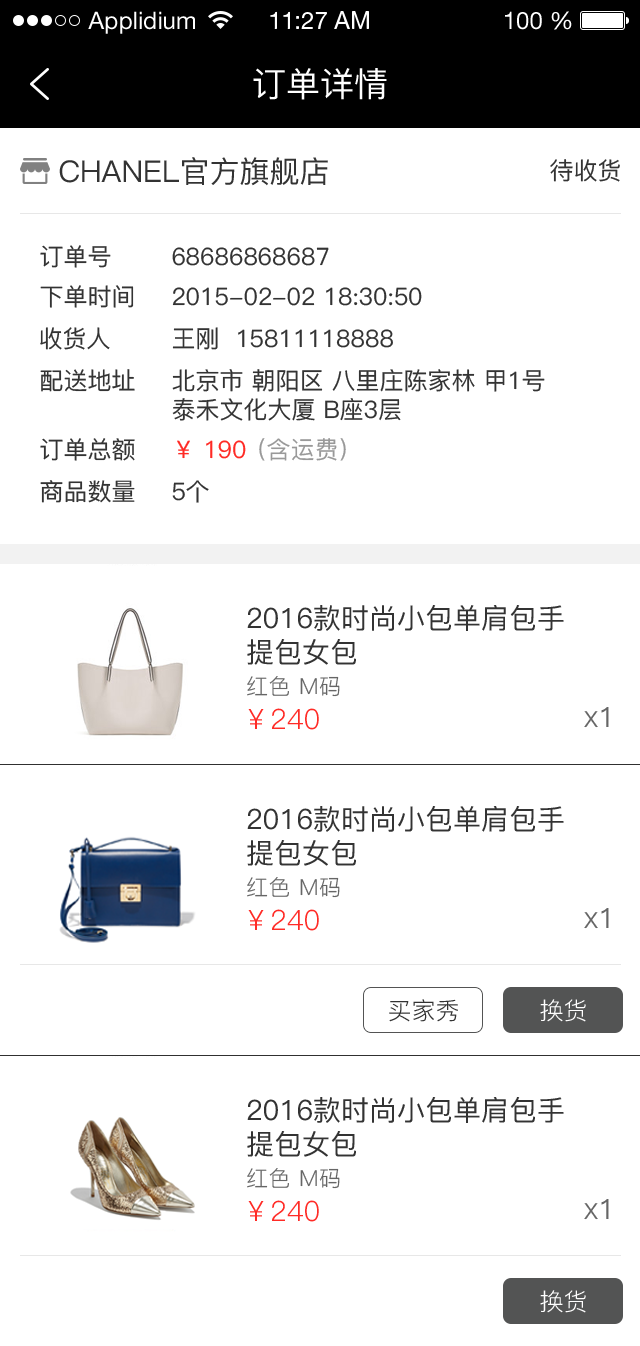 Applidium 11:27 AM 100 %
订单详情
CHANEL官方旗舰店 待收货
订单号 68686868687
下单时间 2015-02-02 18:30:50
收货人 王刚 15811118888
配送地址 北京市 朝阳区 八里庄陈家林 甲1号
泰禾文化大厦 B座3层
订单总额 ¥ 190 (含运费)
商品数量 5个
2016款时尚小包单肩包手
提包女包
红色 M码
¥240 x1
2016款时尚小包单肩包手
提包女包
红色 M码
¥240 x1
买家秀 换货
2016款时尚小包单肩包手
提包女包
红色 M码
¥240 x1
换货